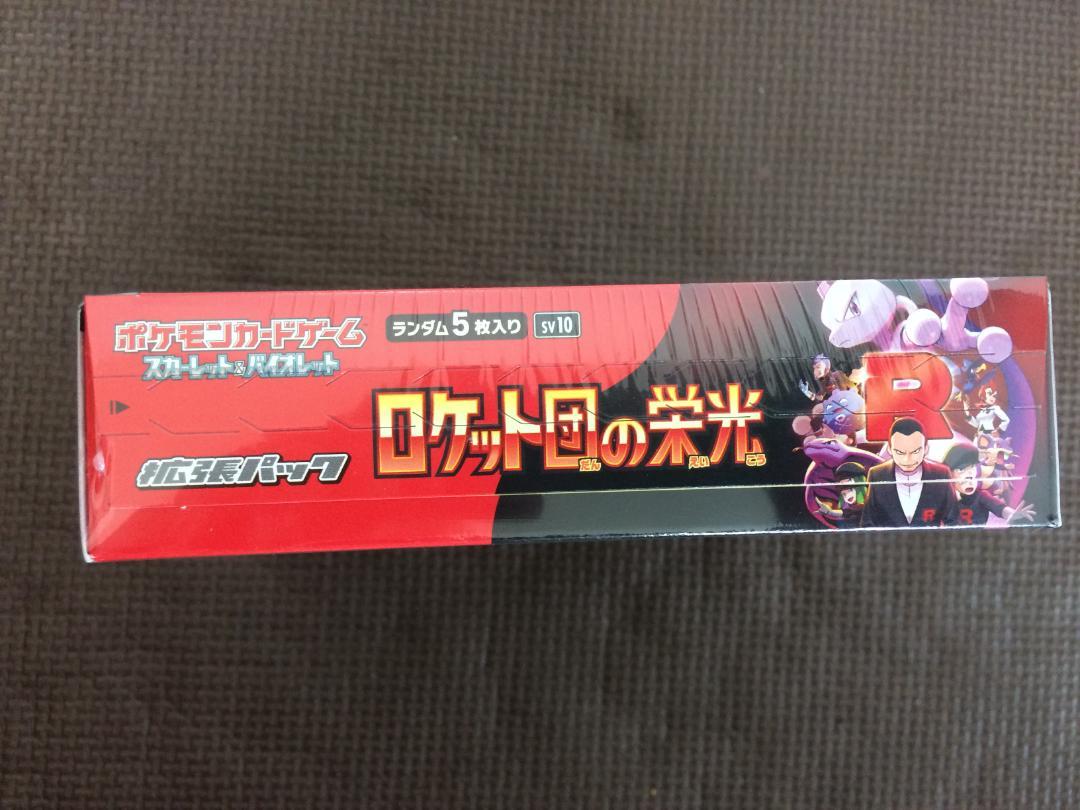 ポケモンカードゲーム
スカーレット&バイオレット
ランダム5枚入り
SV10
拡張パック
ロケット団の栄光
だん えい こう
R
R
R